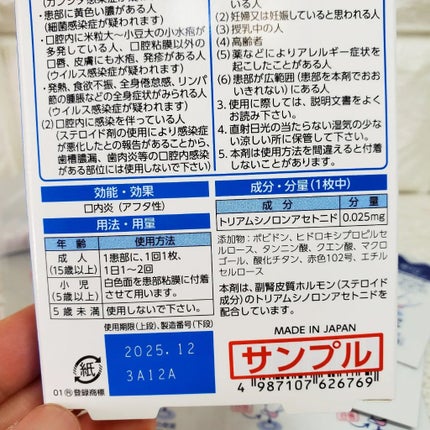 ・患部に黄色い膿がある人
(細菌感染症が疑われる)
・口腔内に米粒大〜小豆大の小水疱が
多発している人、口腔粘膜以外の
口唇、皮膚にも水疱、発疹がある人
(ウイルス感染症が疑われる)
・発熱、食欲不振、全身倦怠感、リンパ
節の腫脹などの全身症状がみられる人
(ウイルス感染症が疑われる)
(2)口腔内に感染を伴っている人
(ステロイド剤の使用により感染症
が悪化したとの報告があることから、
歯槽膿漏、歯肉炎等の口腔内感染
がある部位には使用しないで下さい)
(2)妊婦又は妊娠していると思われる人
(3)授乳中の人
(4)高齢者
(5)薬などによりアレルギー症状を
起こしたことがある人
(6)患部が広範囲(患部を本剤でおお
いきれない)にある人
3. 使用に際しては、説明文書をよく
お読み下さい。
4. 直射日光の当たらない湿気の少な
い涼しい所に保管して下さい。
5. 本剤は使用方法を間違えると付着
しないことがあります。
効能・効果
口内炎(アフタ性)
用法・用量
年齢 使用方法
成人
(15歳以上) 1患部に、1回1枚、
1日1〜2回
白色面を患部粘膜に付着
させて用います。
小児
(5歳以上)
5歳未満 使用しないで下さい。
使用期限(上段)、製造番号(下段)
2025.12
3A12A
紙
01 ®登録商標
成分・分量(1枚中)
成分 分量
トリアムシノロンアセトニド 0.025mg
添加物:ポビドン、ヒドロキシプロピルセ
ルロース、タンニン酸、クエン酸、マクロ
ゴール、酸化チタン、赤色102号、エチル
セルロース
本剤は、副腎皮質ホルモン(ステロイド
成分)のトリアムシノロンアセトニドを
配合しています。
MADE IN JAPAN
サンプル
4 987107 626769